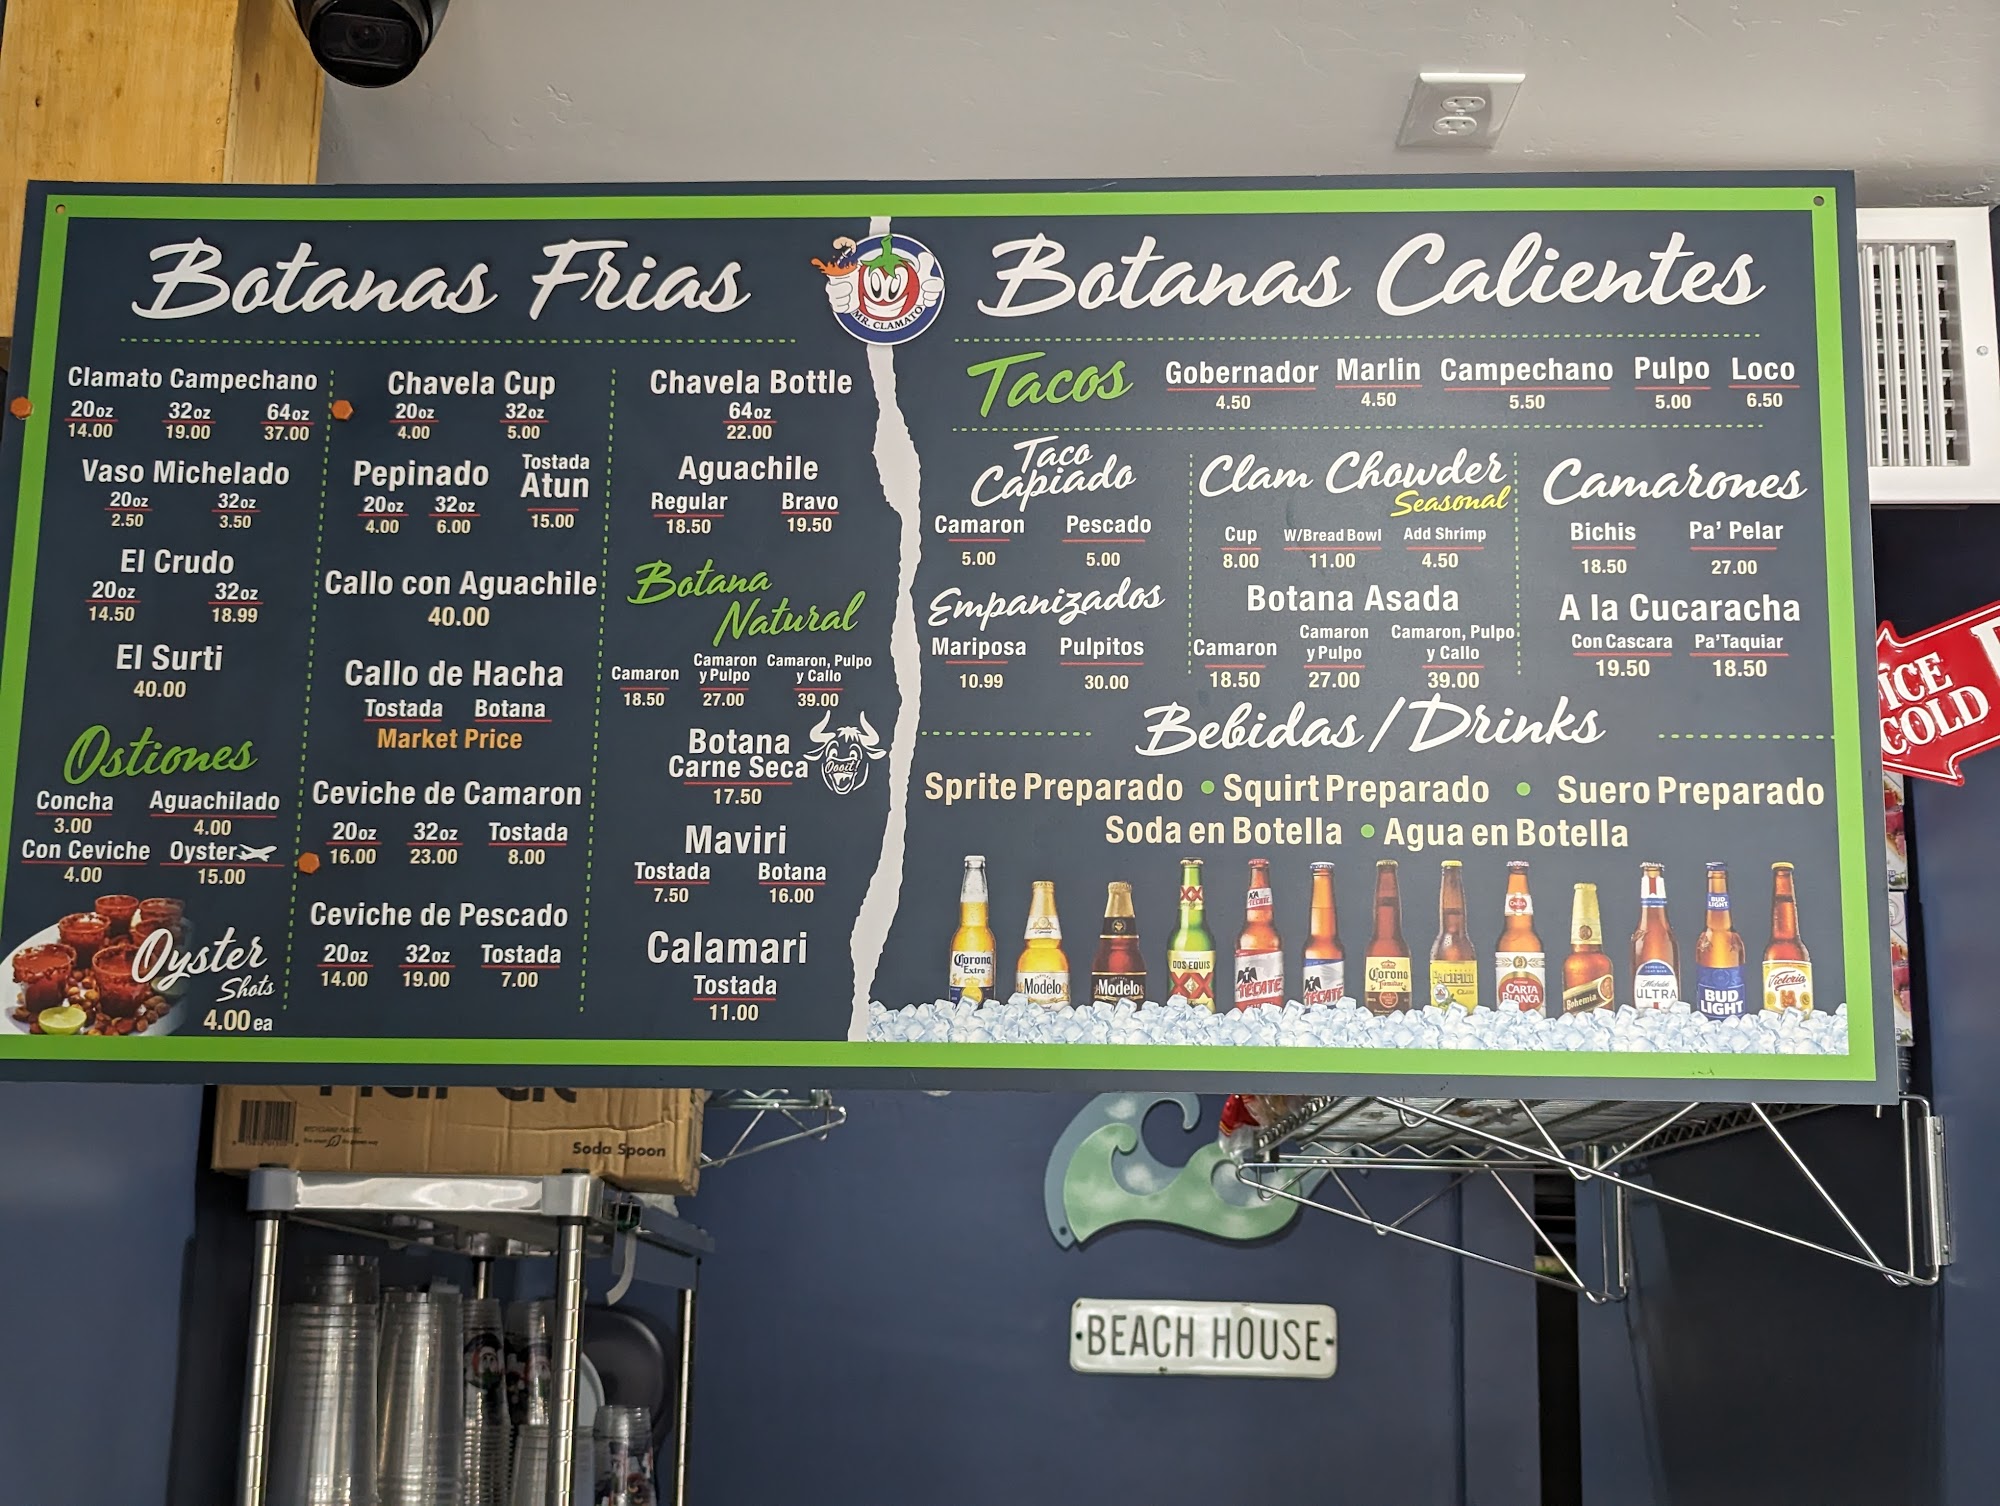 Botanas Frias
MR. CLAMATO
Botanas Calientes
Clamato Campechano
20oz 32oz 64oz
14.00 19.00 37.00
Vaso Michelado
20oz 32oz
2.50 3.50
El Crudo
20oz 32oz
14.50 18.99
El Surti
40.00
Ostiones
Concha Aguachilado
3.00 4.00
Con Ceviche Oyster
4.00 15.00
Oyster
Shots
4.00 ea
Chavela Cup
20oz 32oz
4.00 5.00
Pepinado
20oz 32oz
4.00 6.00
Tostada
Atun
15.00
Callo con Aguachile
40.00
Callo de Hacha
Tostada Botana
Market Price
Ceviche de Camaron
20oz 32oz Tostada
16.00 23.00 8.00
Ceviche de Pescado
20oz 32oz Tostada
14.00 19.00 7.00
Chavela Bottle
64oz
22.00
Aguachile
Regular Bravo
18.50 19.50
Botana
Natural
Camaron
18.50
Camaron
y Pulpo
27.00
Camaron, Pulpo
y Callo
39.00
Botana
Carne Seca
Oooit!
17.50
Maviri
Tostada Botana
7.50 16.00
Calamari
Tostada
11.00
Tacos
Gobernador Marlin Campechano Pulpo Loco
4.50 4.50 5.50 5.00 6.50
Taco
Capiado
Camaron Pescado
5.00 5.00
Empanizados
Mariposa Pulpitos
10.99 30.00
Clam Chowder
Seasonal
Cup W/Bread Bowl Add Shrimp
8.00 11.00 4.50
Botana Asada
Camaron
18.50
Camaron
y Pulpo
27.00
Camaron, Pulpo
y Callo
39.00
Camarones
Bichis Pa' Pelar
18.50 27.00
A la Cucaracha
Con Cascara Pa'Taquiar
19.50 18.50
Bebidas/Drinks
Sprite Preparado • Squirt Preparado • Suero Preparado
Soda en Botella • Agua en Botella
Corona
Extra
Modelo
Modelo
XX
DOS EQUIS
XX
TECATE
TECATE
TECATE
Corona
Familiar
PACIFICO
CARTA
BLANCA
Bohemia
ULTRA
BUD
LIGHT
BUD
LIGHT
Victoria
ICE
COLD
Soda Spoon
BEACH HOUSE